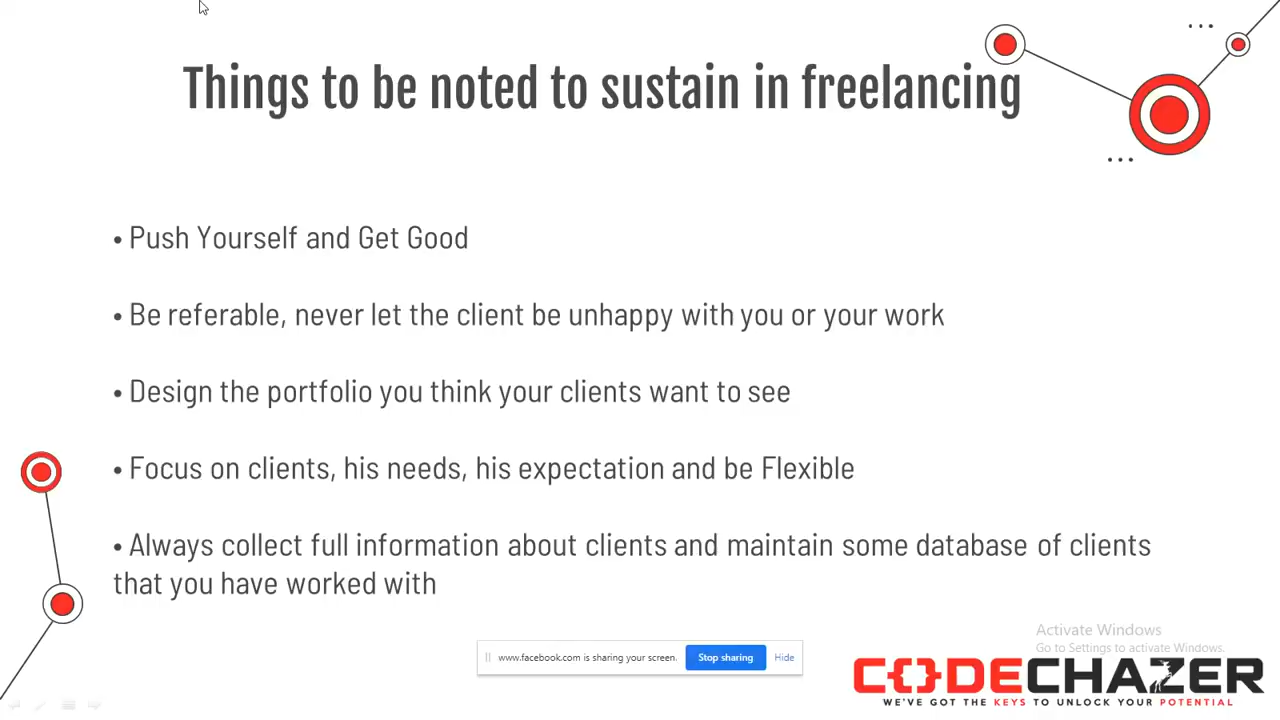 Things to be noted to sustain in freelancing
• Push Yourself and Get Good
• Be referable, never let the client be unhappy with you or your work
• Design the portfolio you think your clients want to see
• Focus on clients, his needs, his expectation and be Flexible
• Always collect full information about clients and maintain some database of clients
that you have worked with
Activate Windows
Go to Settings to activate Windows.
www.facebook.com is sharing your screen.
Stop sharing
Hide
CODECHAZER
WE'VE GOT THE KEYS TO UNLOCK YOUR POTENTIAL